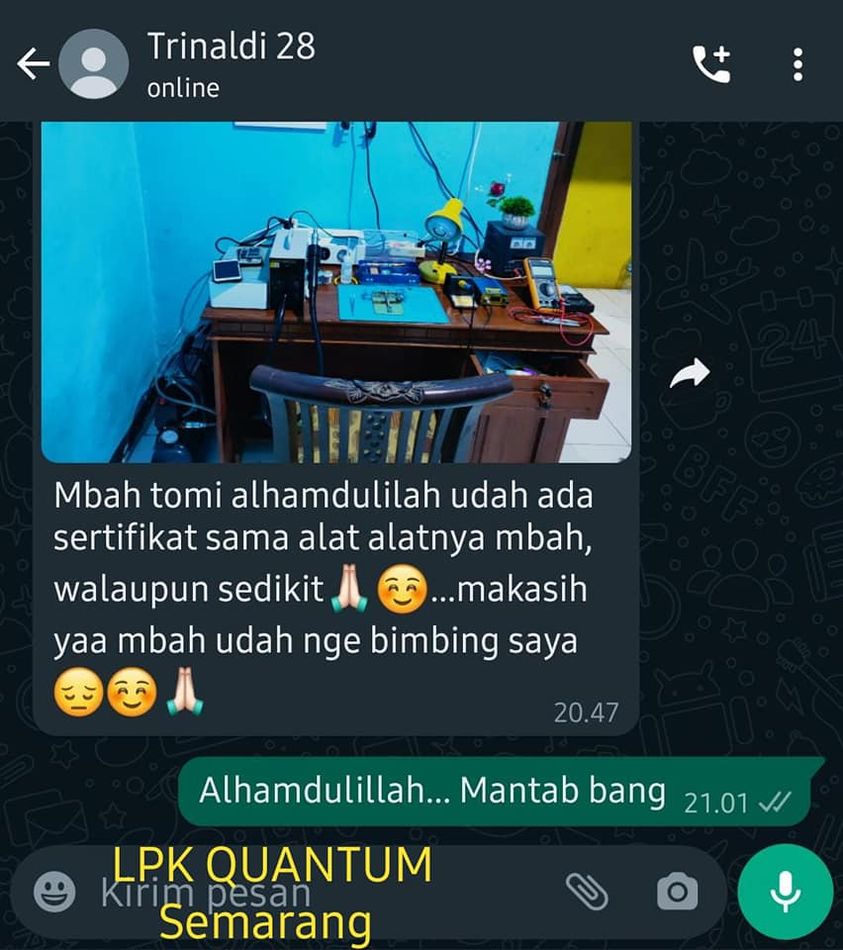 Trinaldi 28
online
Mbah tomi alhamdulilah udah ada
sertifikat sama alat alatnya mbah,
walaupun sedikit🙏🏻☺️...makasih
yaa mbah udah nge bimbing saya
😔☺️🙏🏻
20.47
Alhamdulillah... Mantab bang
21.01
LPK QUANTUM
Kirim pesan
Semarang